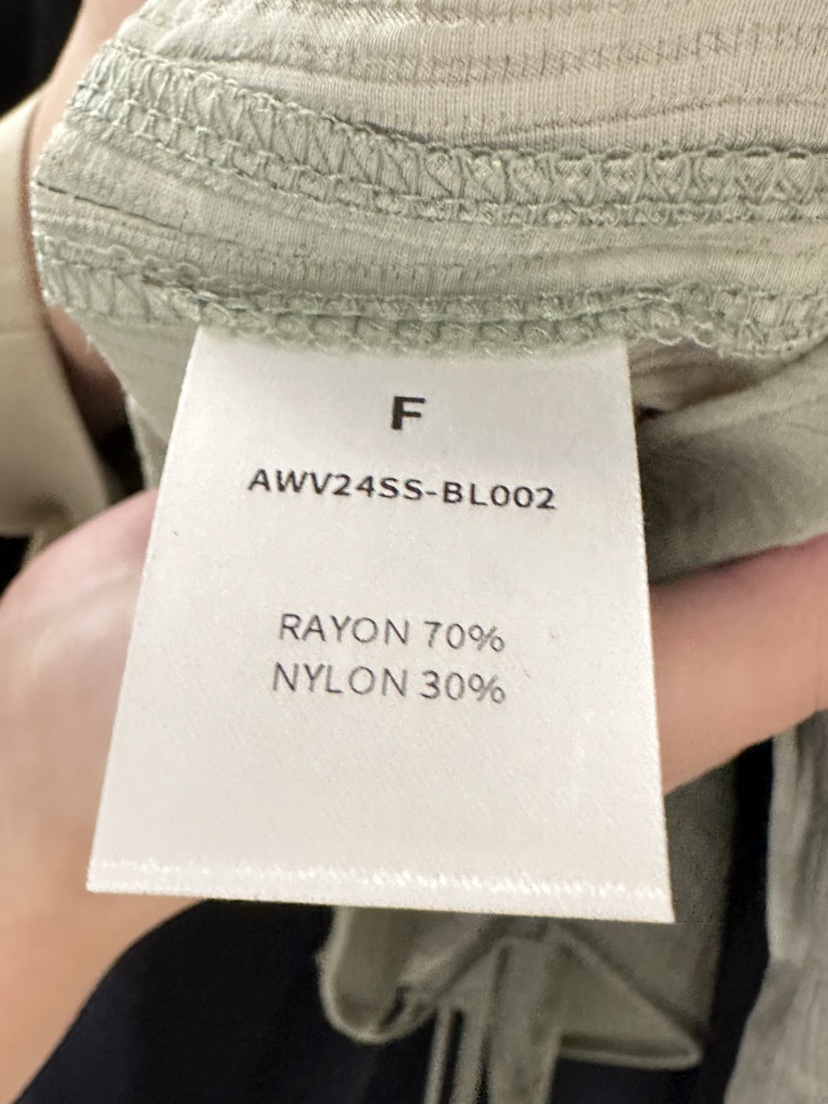 F
AWV24SS-BL002
RAYON 70%
NYLON 30%